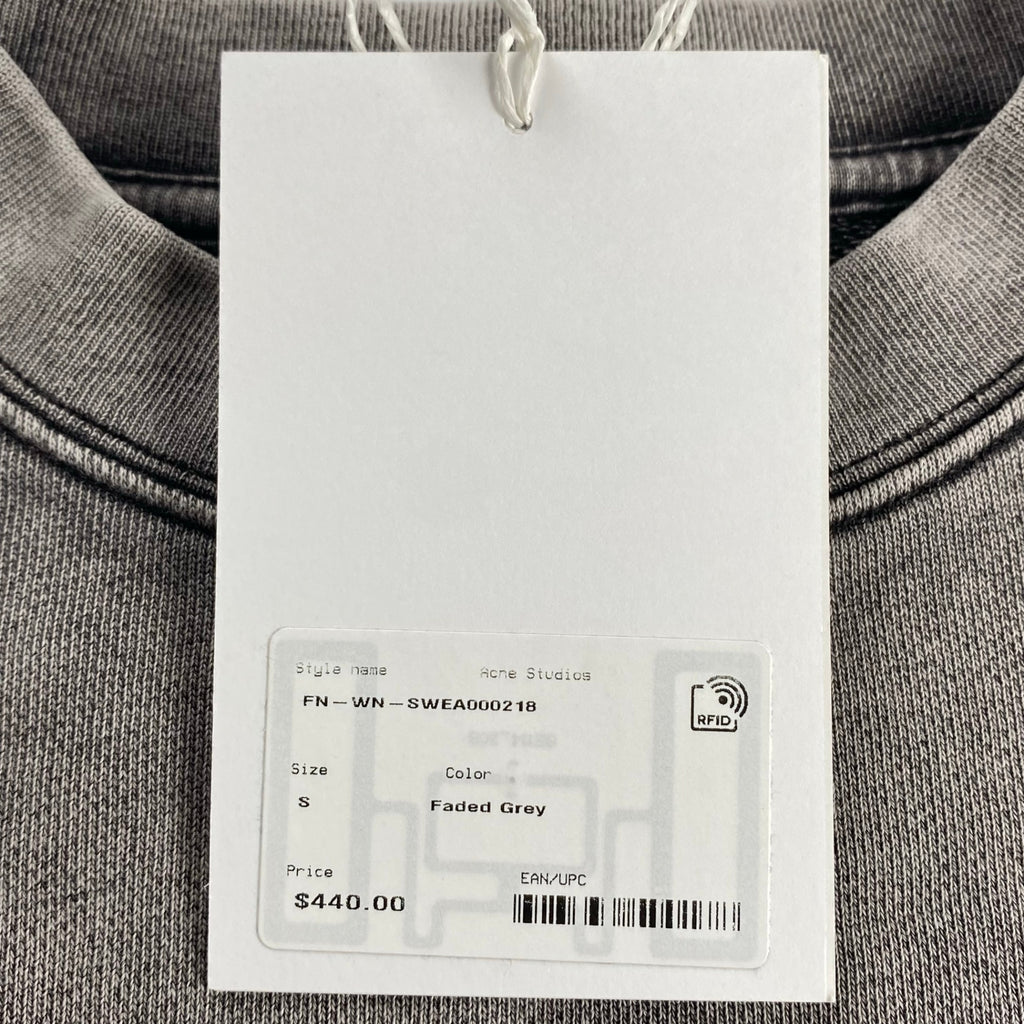 Style name Acne Studios
FN-WN-SWEA000218
RFID
Size Color
S Faded Grey
Price EAN/UPC
$440.00